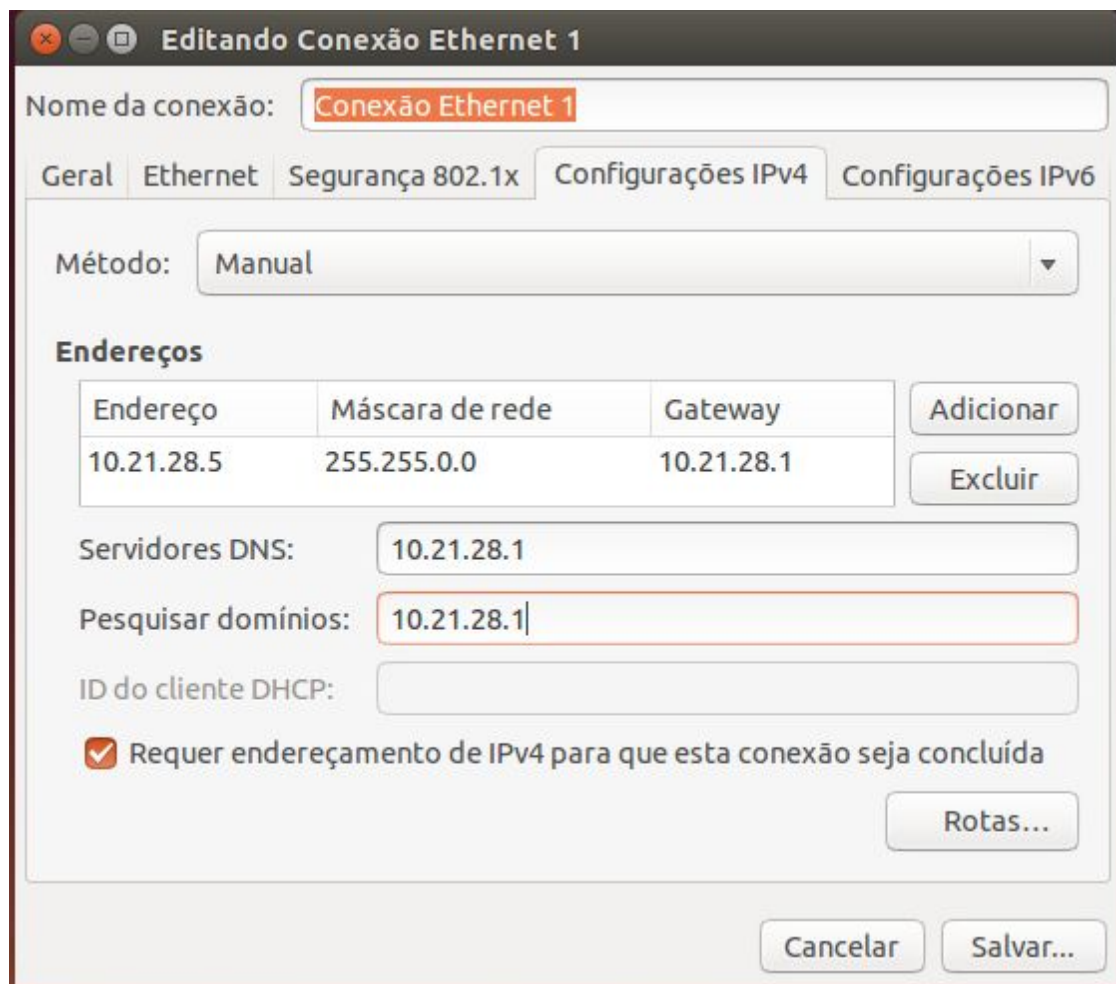 Editando Conexão Ethernet 1
Nome da conexão: Conexão Ethernet 1
Geral Ethernet Segurança 802.1x Configurações IPv4 Configurações IPv6
Método: Manual
Endereços
Endereço Máscara de rede Gateway Adicionar
10.21.28.5 255.255.0.0 10.21.28.1
Excluir
Servidores DNS: 10.21.28.1
Pesquisar domínios: 10.21.28.1
ID do cliente DHCP:
Requer endereçamento de IPv4 para que esta conexão seja concluída
Rotas...
Cancelar Salvar...